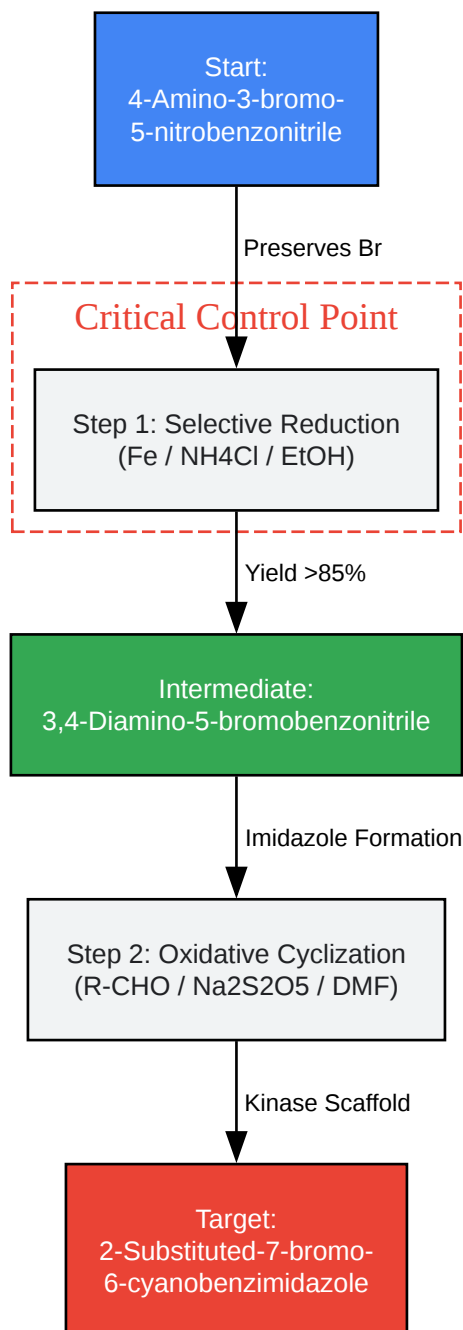 Start:
4-Amino-3-bromo-
5-nitrobenzonitrile
Preserves Br
Critical Control Point
Step 1: Selective Reduction
(Fe / NH4Cl / EtOH)
Yield >85%
Intermediate:
3,4-Diamino-5-bromobenzonitrile
Imidazole Formation
Step 2: Oxidative Cyclization
(R-CHO / Na2S2O5 / DMF)
Kinase Scaffold
Target:
2-Substituted-7-bromo-
6-cyanobenzimidazole